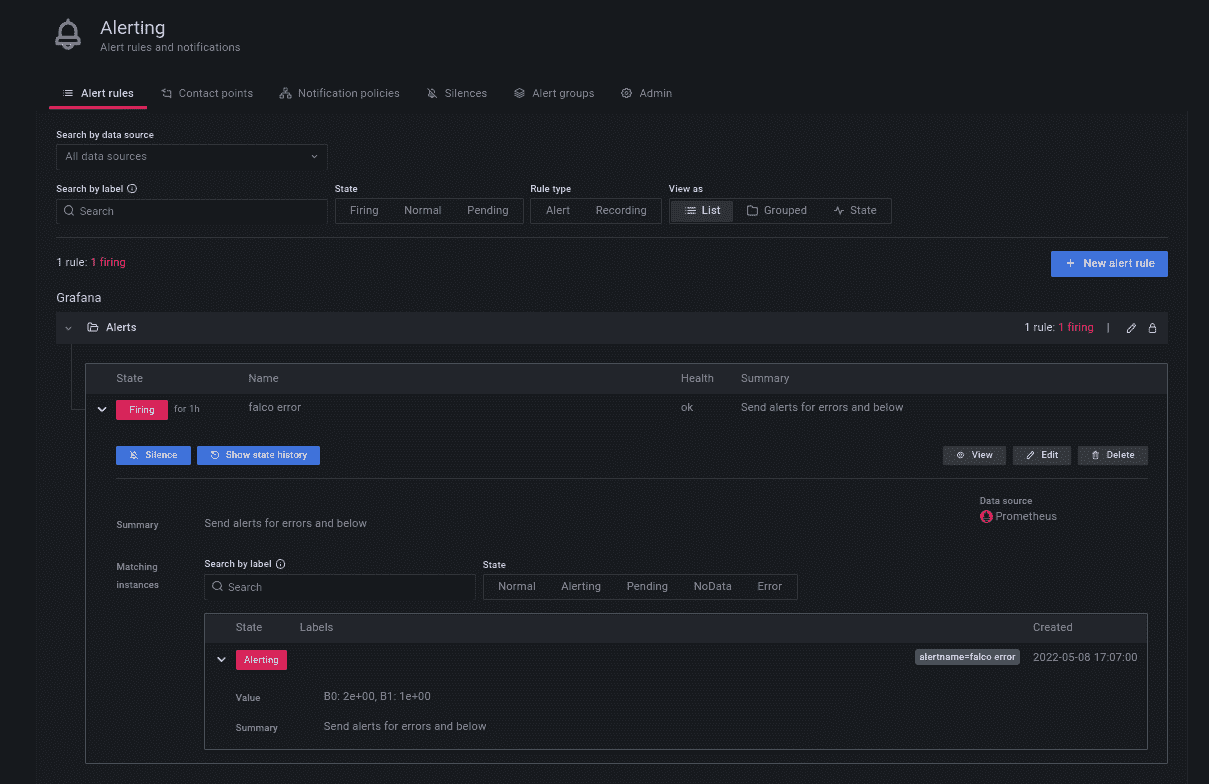 Alerting
Alert rules and notifications
Alert rules Contact points Notification policies Silences Alert groups Admin
Search by data source
All data sources
Search by label State Rule type View as
Search Firing Normal Pending Alert Recording List Grouped State
1 rule: 1 firing + New alert rule
Grafana
Alerts 1 rule: 1 firing |
State Name Health Summary
Firing for 1h falco error ok Send alerts for errors and below
Silence Show state history View Edit Delete
Data source
Prometheus
Summary Send alerts for errors and below
Matching instances
Search by label State
Search Normal Alerting Pending NoData Error
State Labels Created
Alerting alertname=falco error 2022-05-08 17:07:00
Value B0: 2e+00, B1: 1e+00
Summary Send alerts for errors and below